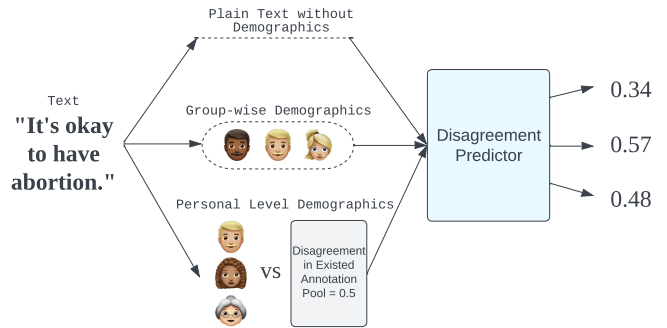 Plain Text without
Demographics
Text
"It's okay
to have
abortion."
Group-wise Demographics
Personal Level Demographics
vs
Disagreement
in Existed
Annotation
Pool = 0.5
Disagreement
Predictor
0.34
0.57
0.48